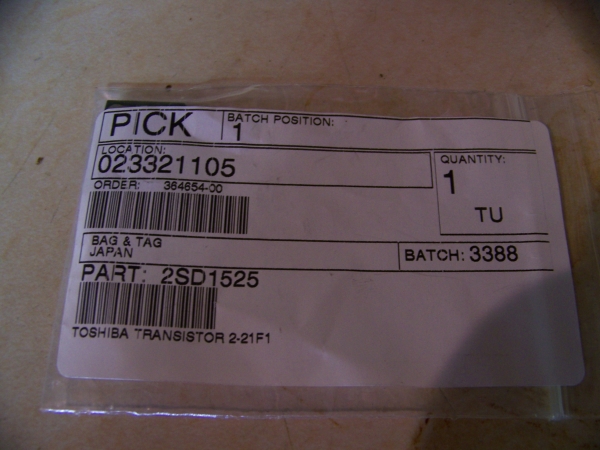 PICK
BATCH POSITION:
1
LOCATION:
023321105
QUANTITY:
1
TU
ORDER: 364654-00
BAG & TAG
JAPAN
BATCH: 3388
PART: 2SD1525
TOSHIBA TRANSISTOR 2-21F1